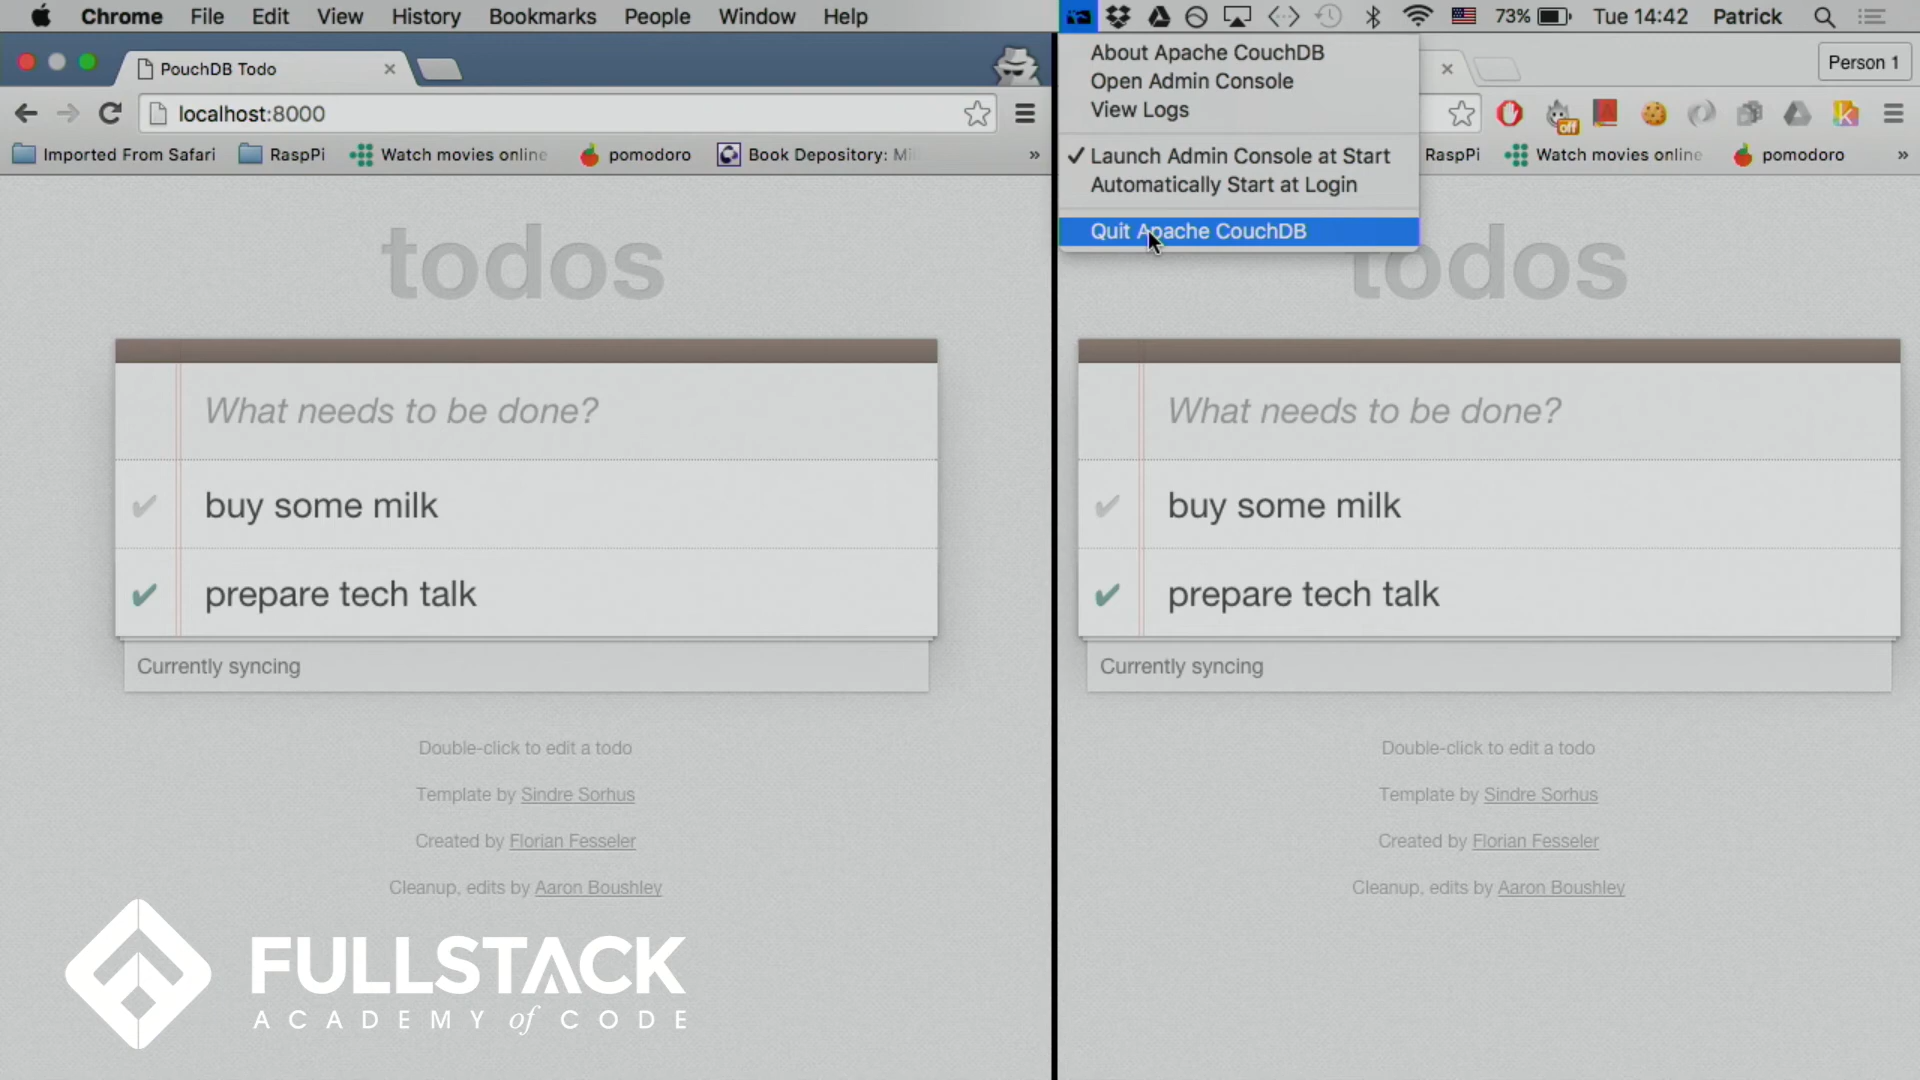 Chrome File Edit View History Bookmarks People Window Help
73% Tue 14:42 Patrick
PouchDB Todo
localhost:8000
Imported From Safari RaspPi Watch movies online pomodoro Book Depository: Mi »
About Apache CouchDB
Open Admin Console
View Logs
✓ Launch Admin Console at Start
Automatically Start at Login
Quit Apache CouchDB
Person 1
off
RaspPi Watch movies online pomodoro »
todos
What needs to be done?
buy some milk
prepare tech talk
Currently syncing
Double-click to edit a todo
Template by Sindre Sorhus
Created by Florian Fesseler
Cleanup, edits by Aaron Boushley
todos
What needs to be done?
buy some milk
prepare tech talk
Currently syncing
Double-click to edit a todo
Template by Sindre Sorhus
Created by Florian Fesseler
Cleanup, edits by Aaron Boushley
FULLSTACK
ACADEMY of CODE